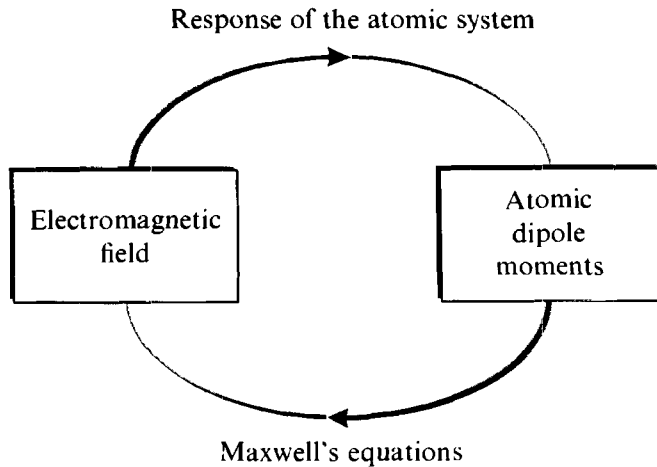 Response of the atomic system
Electromagnetic
field
Atomic
dipole
moments
Maxwell's equations